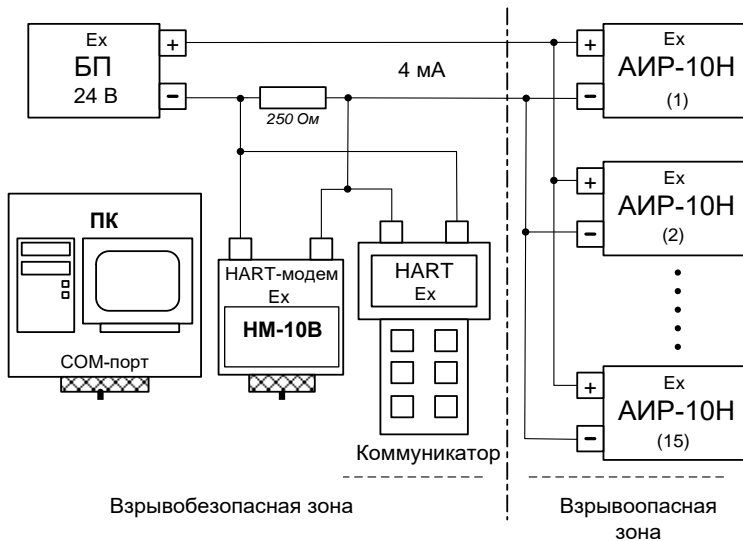 Ex
БП
24 В
+
−
250 Ом
4 мА
+
−
Ex
АИР-10Н
(1)
+
−
Ex
АИР-10Н
(2)
ПК
COM-порт
HART-модем
Ex
НМ-10В
HART
Ex
Коммуникатор
+
−
Ex
АИР-10Н
(15)
Взрывобезопасная зона
Взрывоопасная
зона